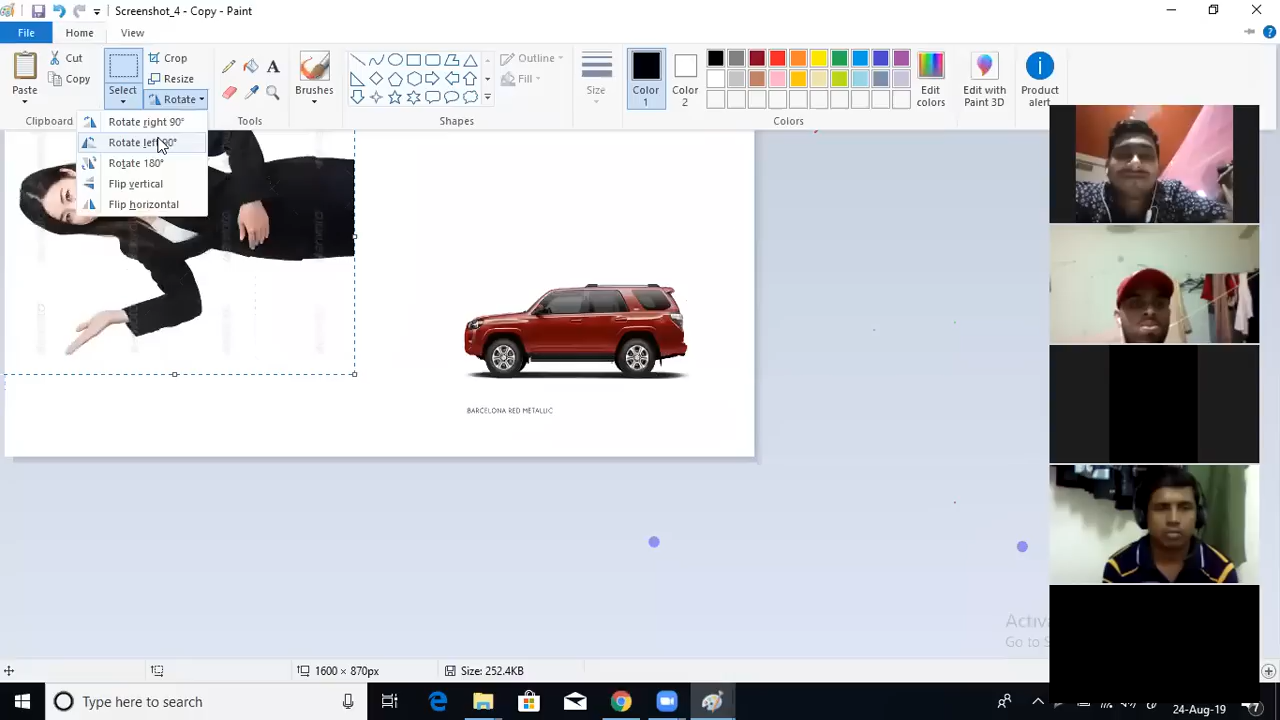 Screenshot_4 - Copy - Paint
File Home View
Paste
Cut
Copy
Clipboard
Select
Crop
Resize
Rotate
Rotate right 90°
Rotate left 90°
Rotate 180°
Flip vertical
Flip horizontal
Tools
Brushes
Shapes
Outline
Fill
Size
Color 1
Color 2
Colors
Edit colors
Edit with Paint 3D
Product alert
BARCELONA RED METALLIC
Activ
Go to S
1600 × 870px
Size: 252.4KB
Type here to search
24-Aug-19